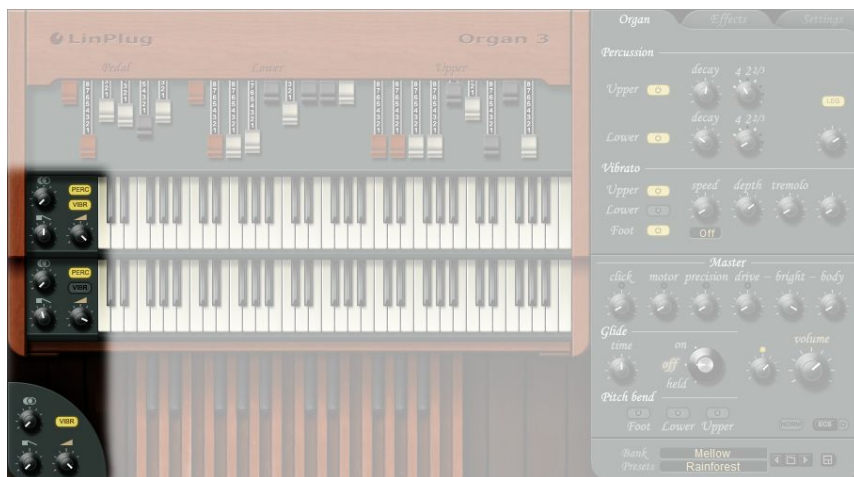 Organ Effects Settings
LinPlug Organ 3
Pedal Lower Upper
Percussion
decay 4 2 2/3
Upper
LEG
decay 4 2 2/3
Lower
Vibrato
Upper speed depth tremolo
Lower
Foot Off
PERC
VIBR
PERC
VIBR
Master
click motor precision drive – bright – body
Glide
time on volume
off
held
Pitch bend
Foot Lower Upper
NORM ECO
VIBR
Bank Mellow
Presets Rainforest